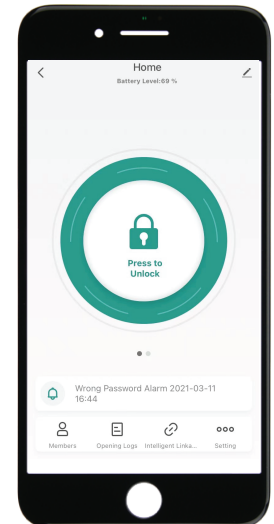 Home
Battery Level:69 %
Press to
Unlock
Wrong Password Alarm 2021-03-11
16:44
Members Opening Logs Intelligent Linka... Setting